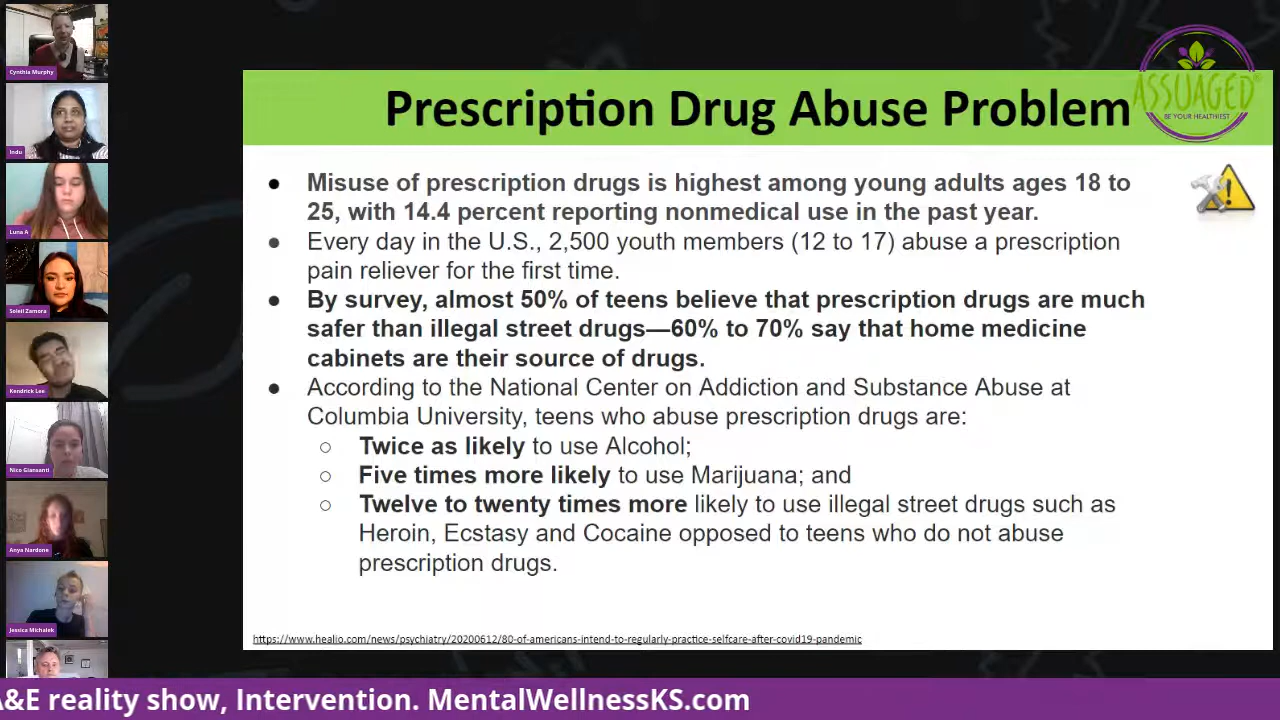 Cynthia Murphy
Indu
Luna A
Soleil Zamora
Kendrick Lee
Nico Giansanti
Anya Nardone
Jessica Michalek
ASSUAGED
BE YOUR HEALTHIEST
Prescription Drug Abuse Problem
● Misuse of prescription drugs is highest among young adults ages 18 to
25, with 14.4 percent reporting nonmedical use in the past year.
● Every day in the U.S., 2,500 youth members (12 to 17) abuse a prescription
pain reliever for the first time.
● By survey, almost 50% of teens believe that prescription drugs are much
safer than illegal street drugs—60% to 70% say that home medicine
cabinets are their source of drugs.
● According to the National Center on Addiction and Substance Abuse at
Columbia University, teens who abuse prescription drugs are:
○ Twice as likely to use Alcohol;
○ Five times more likely to use Marijuana; and
○ Twelve to twenty times more likely to use illegal street drugs such as
Heroin, Ecstasy and Cocaine opposed to teens who do not abuse
prescription drugs.
https://www.healio.com/news/psychiatry/20200612/80-of-americans-intend-to-regularly-practice-selfcare-after-covid19-pandemic
A&E reality show, Intervention. MentalWellnessKS.com